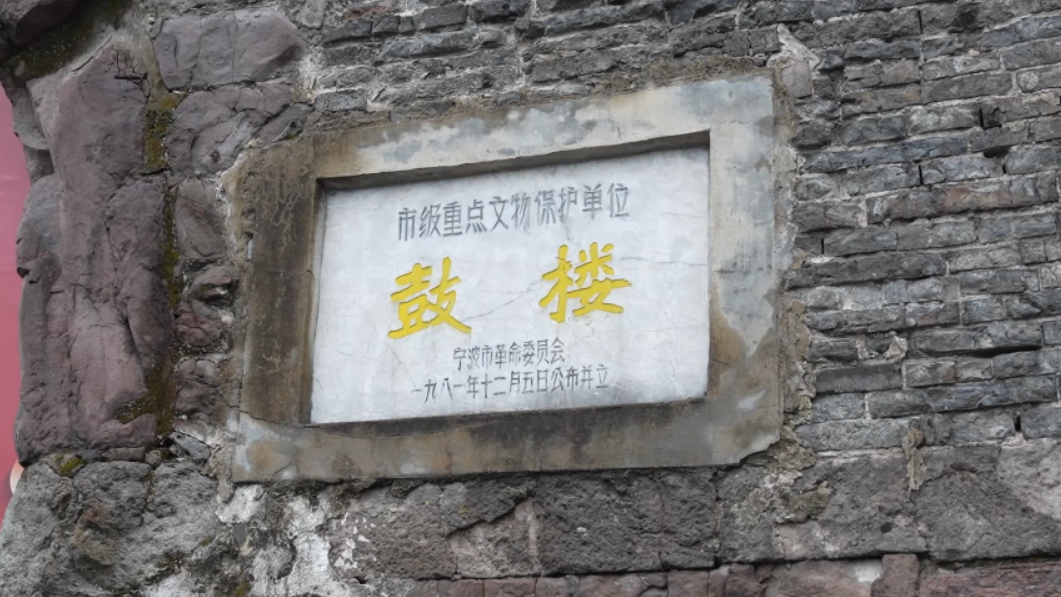 市级重点文物保护单位
鼓楼
宁波市革命委员会
一九八一年十二月五日公布并立